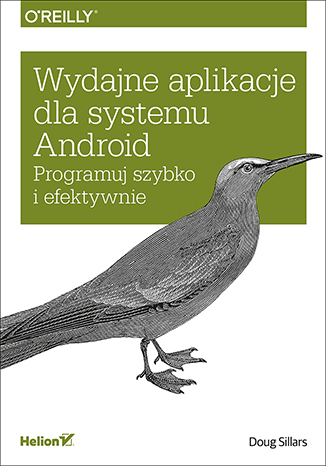 O'REILLY®
Wydajne aplikacje
dla systemu
Android
Programuj szybko
i efektywnie
Helion
Doug Sillars